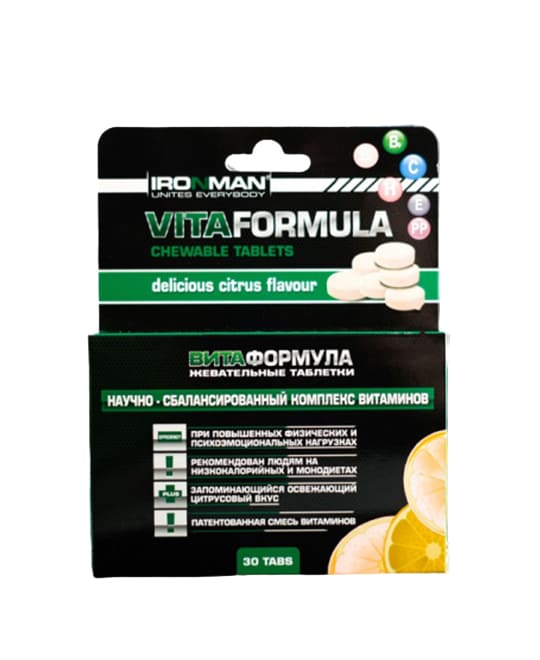 IRONMAN®
UNITES EVERYBODY
VITAFORMULA
CHEWABLE TABLETS
delicious citrus flavour
C
H
E
PP
ВИТАФОРМУЛА
ЖЕВАТЕЛЬНЫЕ ТАБЛЕТКИ
НАУЧНО - СБАЛАНСИРОВАННЫЙ КОМПЛЕКС ВИТАМИНОВ
ПРИ ПОВЫШЕННЫХ ФИЗИЧЕСКИХ И
ПСИХОЭМОЦИОНАЛЬНЫХ НАГРУЗКАХ
! РЕКОМЕНДОВАН ЛЮДЯМ НА
НИЗКОКАЛОРИЙНЫХ И МОНОДИЕТАХ
PLUS ЗАПОМИНАЮЩИЙСЯ ОСВЕЖАЮЩИЙ
ЦИТРУСОВЫЙ ВКУС
! ПАТЕНТОВАННАЯ СМЕСЬ ВИТАМИНОВ
30 TABS